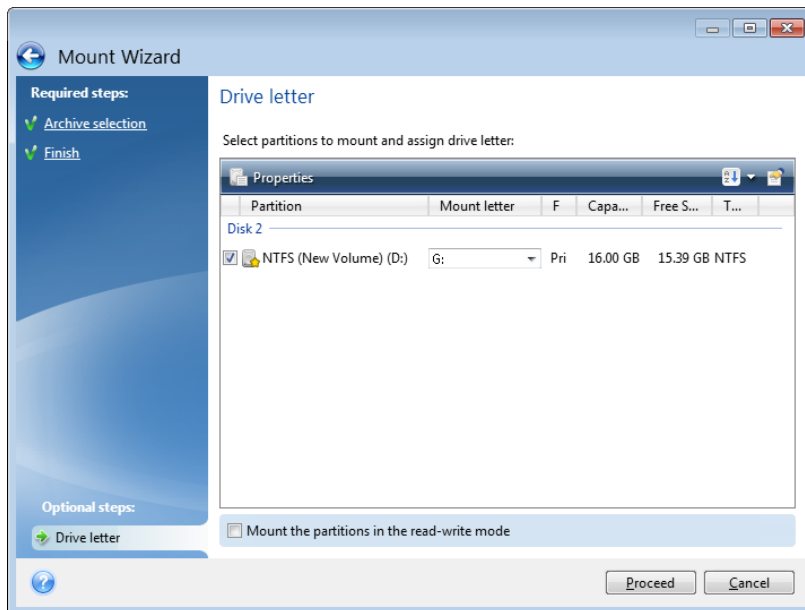 Mount Wizard
Required steps:
Archive selection
Finish
Optional steps:
Drive letter
Drive letter
Select partitions to mount and assign drive letter:
Properties
Partition Mount letter F Capa... Free S... T...
Disk 2
NTFS (New Volume) (D:) G: Pri 16.00 GB 15.39 GB NTFS
Mount the partitions in the read-write mode
Proceed Cancel